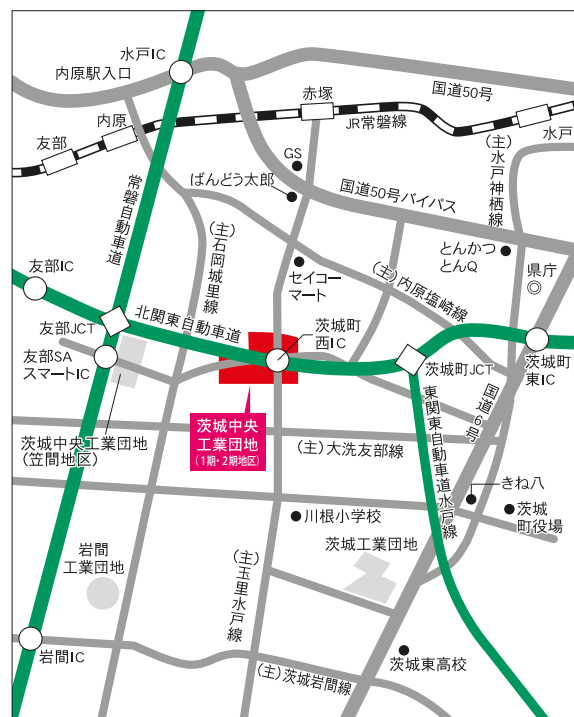 水戸IC
内原駅入口
国道50号
赤塚
内原
JR常磐線
友部
水戸
(主)水戸神栖線
GS
ばんどう太郎
国道50号バイパス
常磐自動車道
(主)石岡城里線
とんかつ
とんQ
県庁
セイコー
マート
(主)内原塩崎線
友部IC
北関東自動車道
茨城町
西IC
友部JCT
友部SA
スマートIC
茨城町JCT
茨城町
東IC
国道6号
東関東自動車道水戸線
茨城中央
工業団地
(1期・2期地区)
茨城中央工業団地
(笠間地区)
(主)大洗友部線
きね八
茨城
町役場
川根小学校
茨城工業団地
岩間
工業団地
(主)玉里水戸線
岩間IC
茨城東高校
(主)茨城岩間線